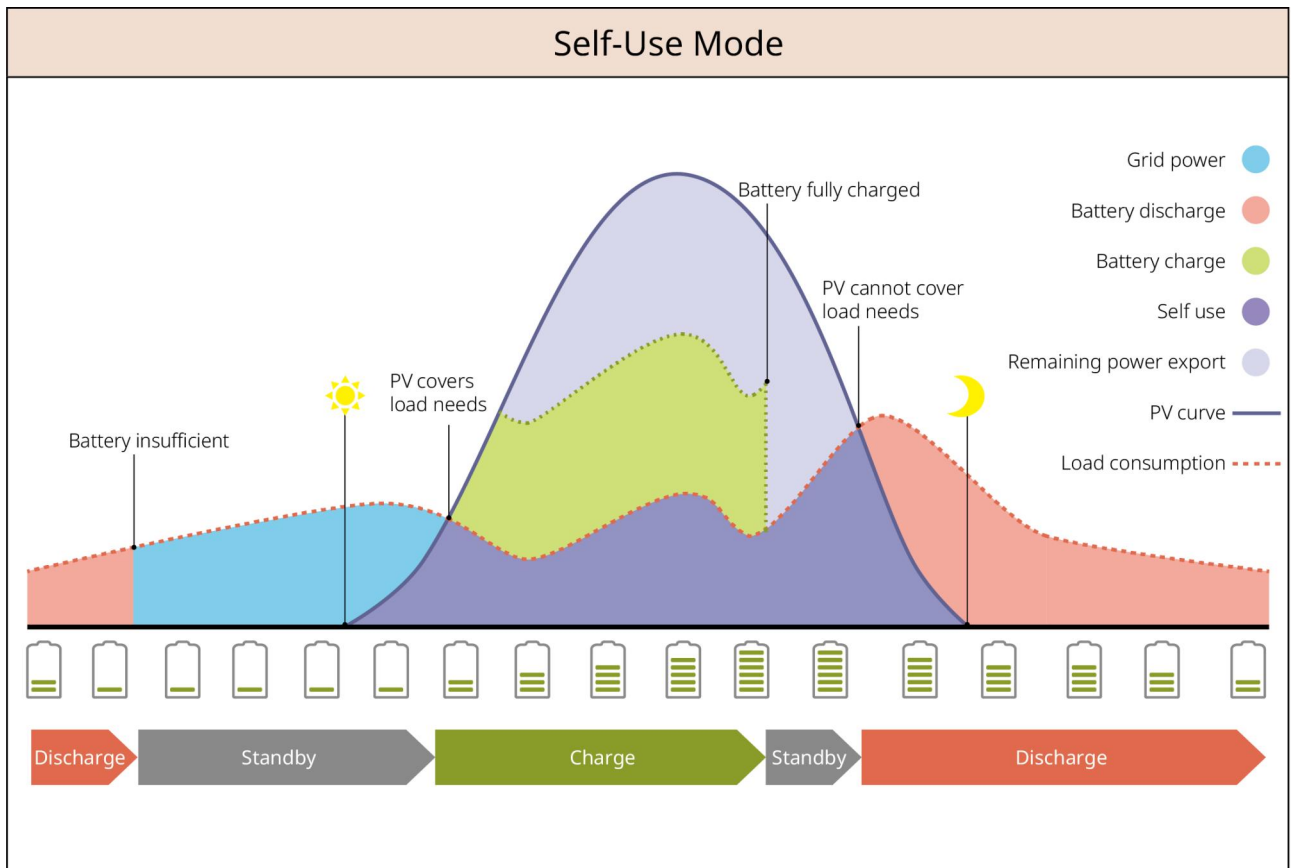 Self-Use Mode
Grid power
Battery discharge
Battery charge
Self use
Remaining power export
PV curve
Load consumption
Battery fully charged
PV cannot cover
load needs
PV covers
load needs
Battery insufficient
Discharge
Standby
Charge
Standby
Discharge